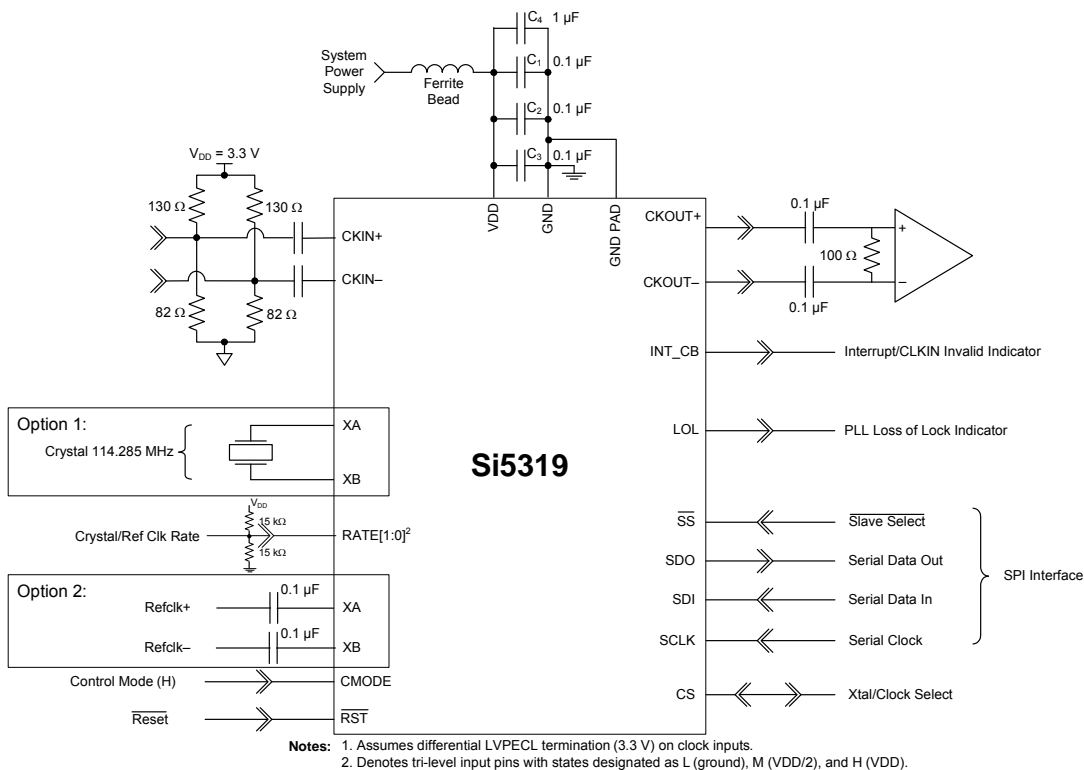 C4 1 µF
System
Power
Supply
Ferrite
Bead
C1 0.1 µF
C2 0.1 µF
C3 0.1 µF
VDD = 3.3 V
130 Ω
130 Ω
82 Ω
82 Ω
CKIN+
CKIN–
VDD
GND
GND PAD
CKOUT+
CKOUT–
0.1 µF
100 Ω
0.1 µF
+
–
INT_CB
Interrupt/CLKIN Invalid Indicator
LOL
PLL Loss of Lock Indicator
Option 1:
Crystal 114.285 MHz
XA
XB
Si5319
VDD
15 kΩ
15 kΩ
Crystal/Ref Clk Rate
RATE[1:0]2
Option 2:
Refclk+
0.1 µF
XA
Refclk–
0.1 µF
XB
Control Mode (H)
CMODE
Reset
RST
SS
Slave Select
SDO
Serial Data Out
SDI
Serial Data In
SCLK
Serial Clock
SPI Interface
CS
Xtal/Clock Select
Notes: 1. Assumes differential LVPECL termination (3.3 V) on clock inputs.
2. Denotes tri-level input pins with states designated as L (ground), M (VDD/2), and H (VDD).